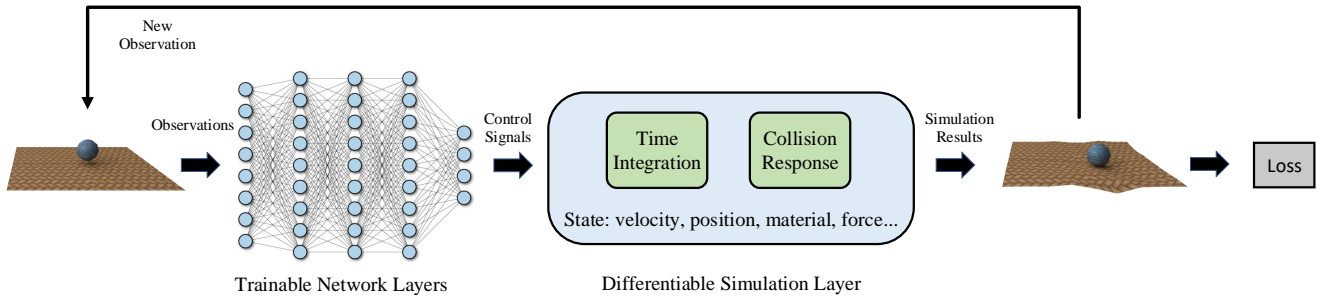 New
Observation
Observations
Control
Signals
Time
Integration
Collision
Response
State: velocity, position, material, force...
Simulation
Results
Loss
Trainable Network Layers
Differentiable Simulation Layer